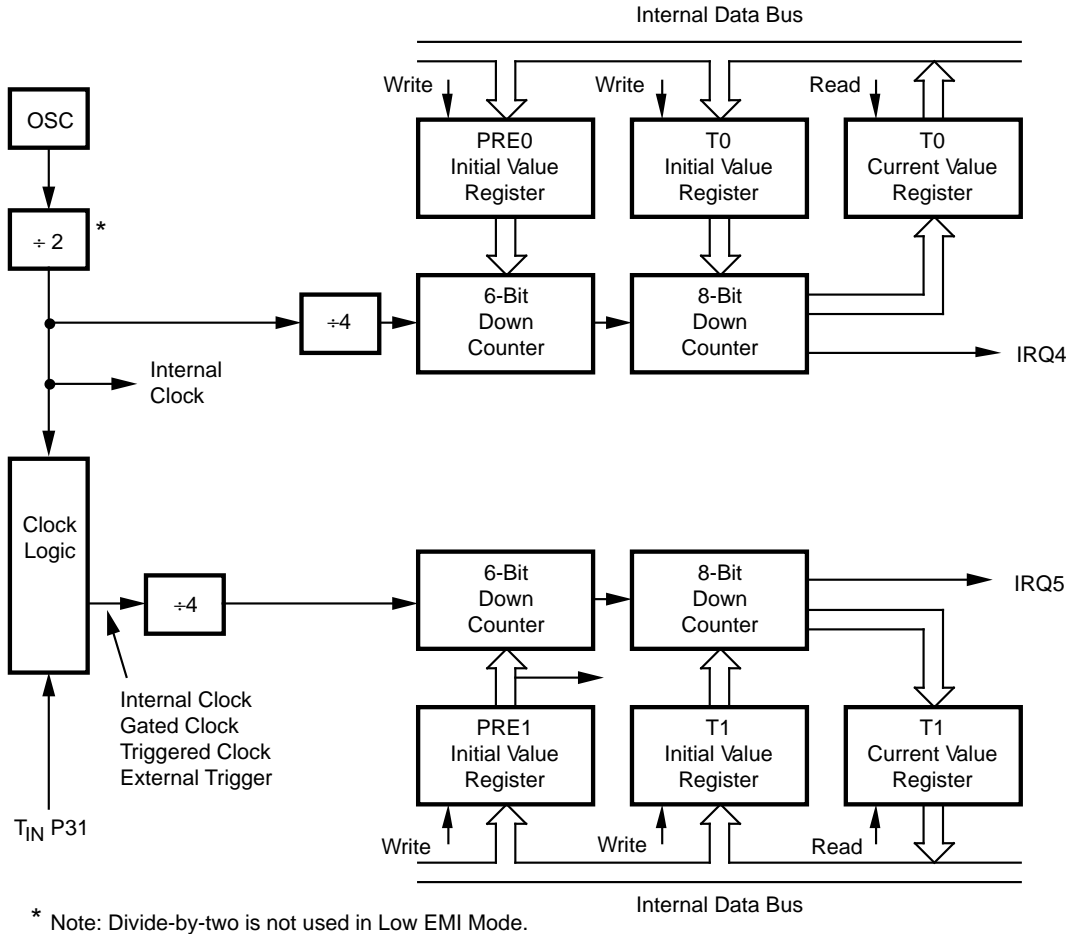 Internal Data Bus
Write
Write
Read
OSC
PRE0
Initial Value
Register
T0
Initial Value
Register
T0
Current Value
Register
÷ 2
*
÷4
6-Bit
Down
Counter
8-Bit
Down
Counter
IRQ4
Internal
Clock
Clock
Logic
÷4
6-Bit
Down
Counter
8-Bit
Down
Counter
IRQ5
Internal Clock
Gated Clock
Triggered Clock
External Trigger
PRE1
Initial Value
Register
T1
Initial Value
Register
T1
Current Value
Register
TIN P31
Write
Write
Read
Internal Data Bus
* Note: Divide-by-two is not used in Low EMI Mode.